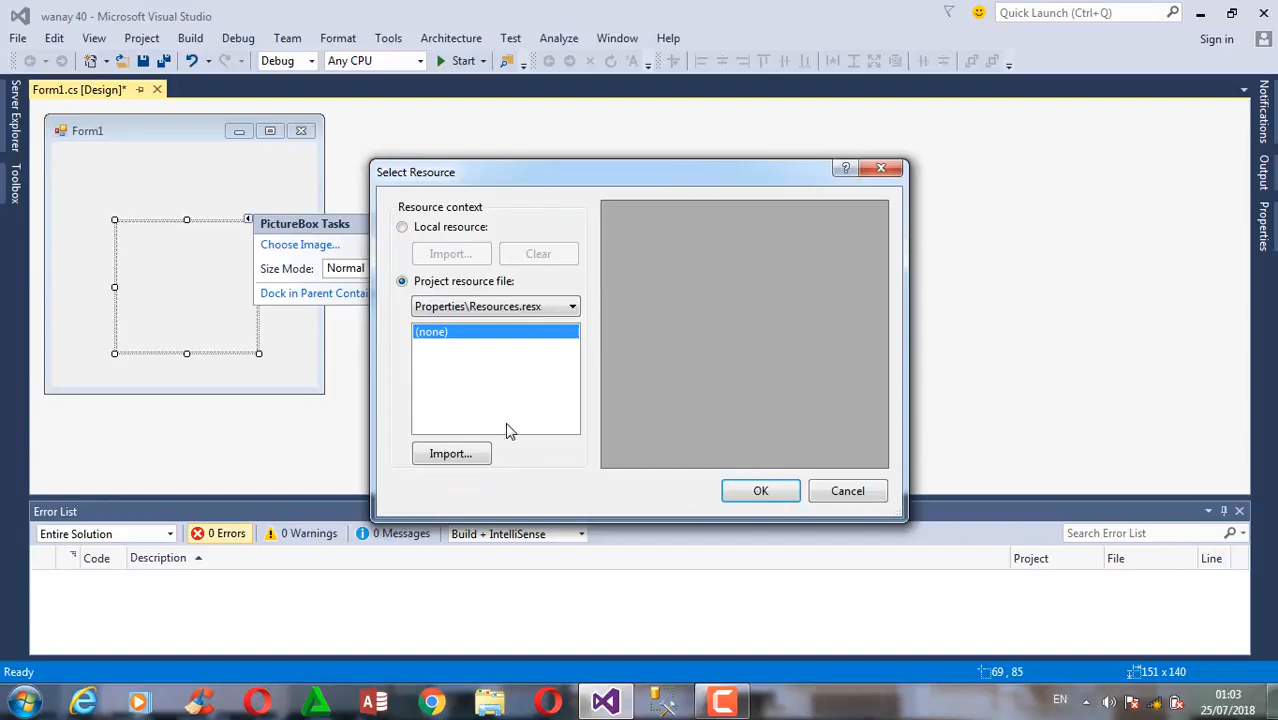 wanay 40 - Microsoft Visual Studio
Quick Launch (Ctrl+Q)
File Edit View Project Build Debug Team Format Tools Architecture Test Analyze Window Help
Sign in
Debug Any CPU Start
Form1.cs [Design]*
Server Explorer
Toolbox
Notifications
Output
Properties
Form1
PictureBox Tasks
Choose Image...
Size Mode: Normal
Dock in Parent Contai
Select Resource
Resource context
Local resource:
Import... Clear
Project resource file:
Properties\Resources.resx
(none)
Import...
OK Cancel
Error List
Entire Solution 0 Errors 0 Warnings 0 Messages Build + IntelliSense Search Error List
Code Description Project File Line
Ready 69 , 85 151 x 140
EN 01:03
25/07/2018